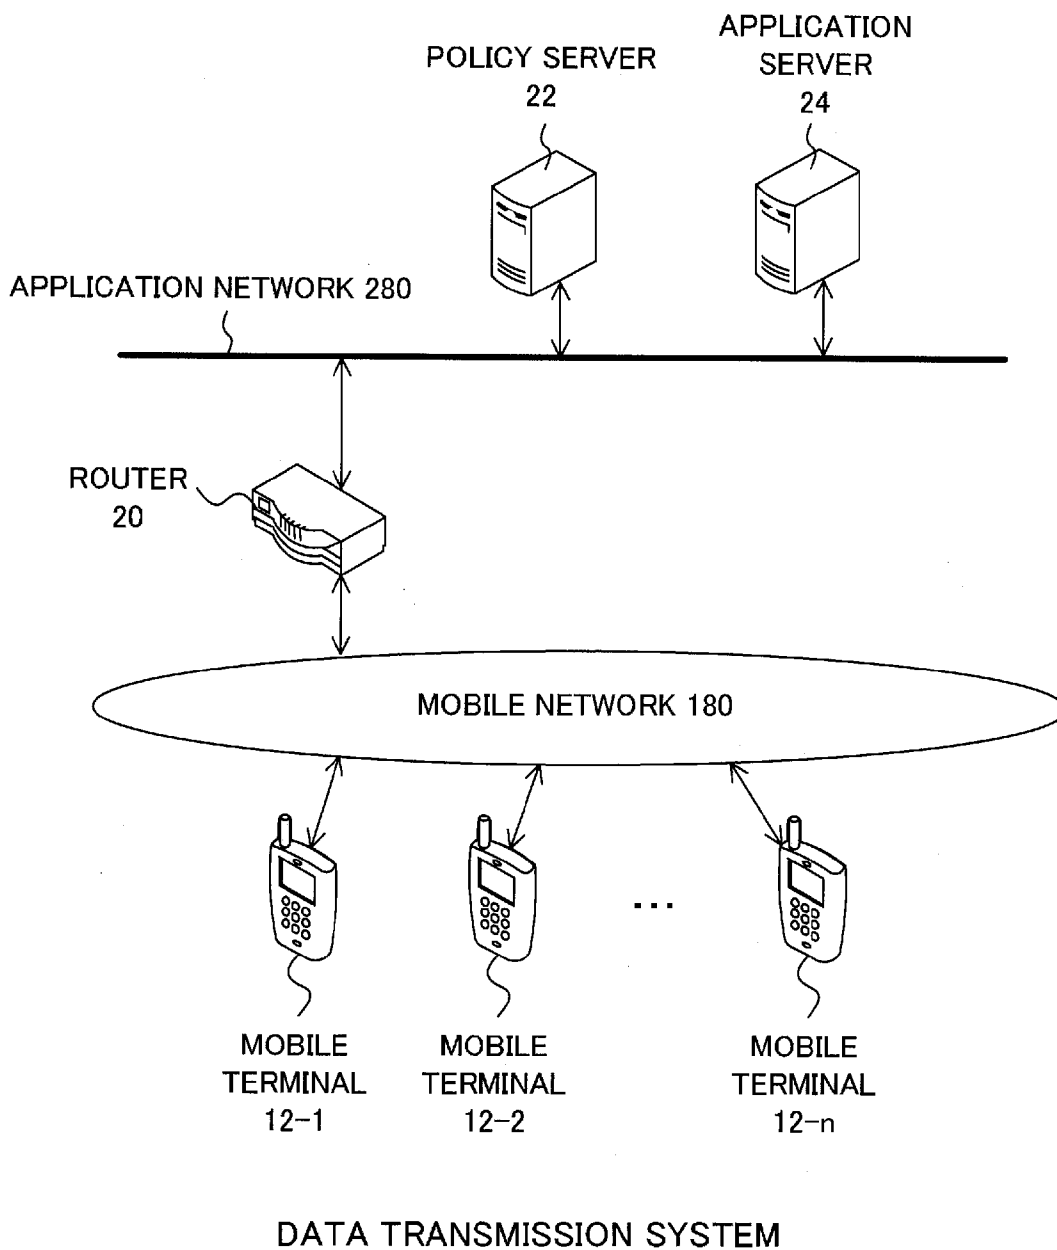 POLICY SERVER
22
APPLICATION
SERVER
24
APPLICATION NETWORK 280
ROUTER
20
MOBILE NETWORK 180
MOBILE
TERMINAL
12-1
MOBILE
TERMINAL
12-2
...
MOBILE
TERMINAL
12-n
DATA TRANSMISSION SYSTEM